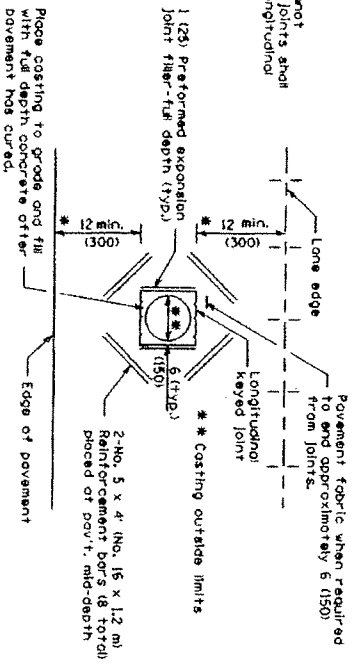 not
joints shall
ngitudinal
Lane edge
Pavement fabric when required
to end approximately 6 (150)
from joints.
* 12 min.
(300)
1 (25) Preformed expansion
joint filler-full depth (typ.)
Longitudinal
keyed joint
* * Casting outside limits
* *
6 (typ.)
(150)
* 12 min.
(300)
2-No. 5 x 4' (No. 16 x 1.2 m)
Reinforcement bars (8 total)
placed at pav't. mid-depth
Place casting to grade and fill
with full depth concrete after
pavement has cured.
Edge of pavement